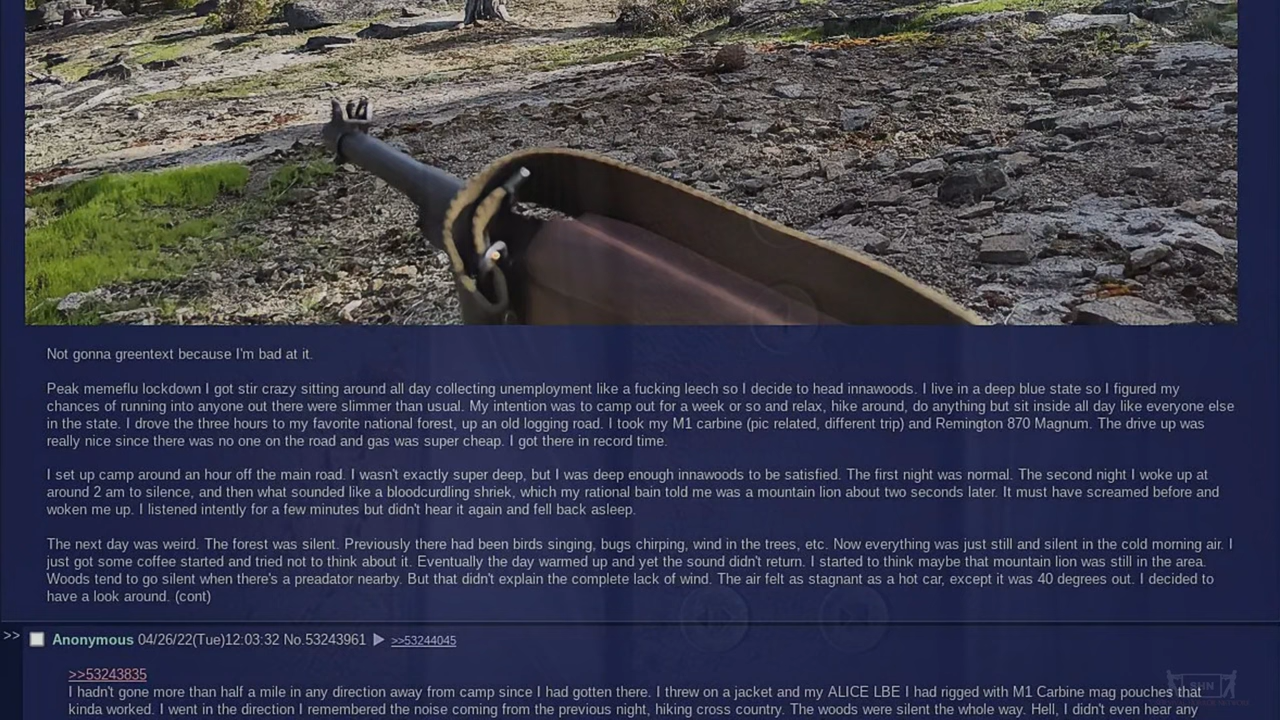 Not gonna greentext because I'm bad at it.
Peak memeflu lockdown I got stir crazy sitting around all day collecting unemployment like a fucking leech so I decide to head innawoods. I live in a deep blue state so I figured my
chances of running into anyone out there were slimmer than usual. My intention was to camp out for a week or so and relax, hike around, do anything but sit inside all day like everyone else
in the state. I drove the three hours to my favorite national forest, up an old logging road. I took my M1 carbine (pic related, different trip) and Remington 870 Magnum. The drive up was
really nice since there was no one on the road and gas was super cheap. I got there in record time.
I set up camp around an hour off the main road. I wasn't exactly super deep, but I was deep enough innawoods to be satisfied. The first night was normal. The second night I woke up at
around 2 am to silence, and then what sounded like a bloodcurdling shriek, which my rational bain told me was a mountain lion about two seconds later. It must have screamed before and
woken me up. I listened intently for a few minutes but didn't hear it again and fell back asleep.
The next day was weird. The forest was silent. Previously there had been birds singing, bugs chirping, wind in the trees, etc. Now everything was just still and silent in the cold morning air. I
just got some coffee started and tried not to think about it. Eventually the day warmed up and yet the sound didn't return. I started to think maybe that mountain lion was still in the area.
Woods tend to go silent when there's a preadator nearby. But that didn't explain the complete lack of wind. The air felt as stagnant as a hot car, except it was 40 degrees out. I decided to
have a look around. (cont)
>> Anonymous 04/26/22(Tue)12:03:32 No.53243961 ▶ >>53244045
>>53243835
I hadn't gone more than half a mile in any direction away from camp since I had gotten there. I threw on a jacket and my ALICE LBE I had rigged with M1 Carbine mag pouches that
kinda worked. I went in the direction I remembered the noise coming from the previous night, hiking cross country. The woods were silent the whole way. Hell, I didn't even hear any
SHN